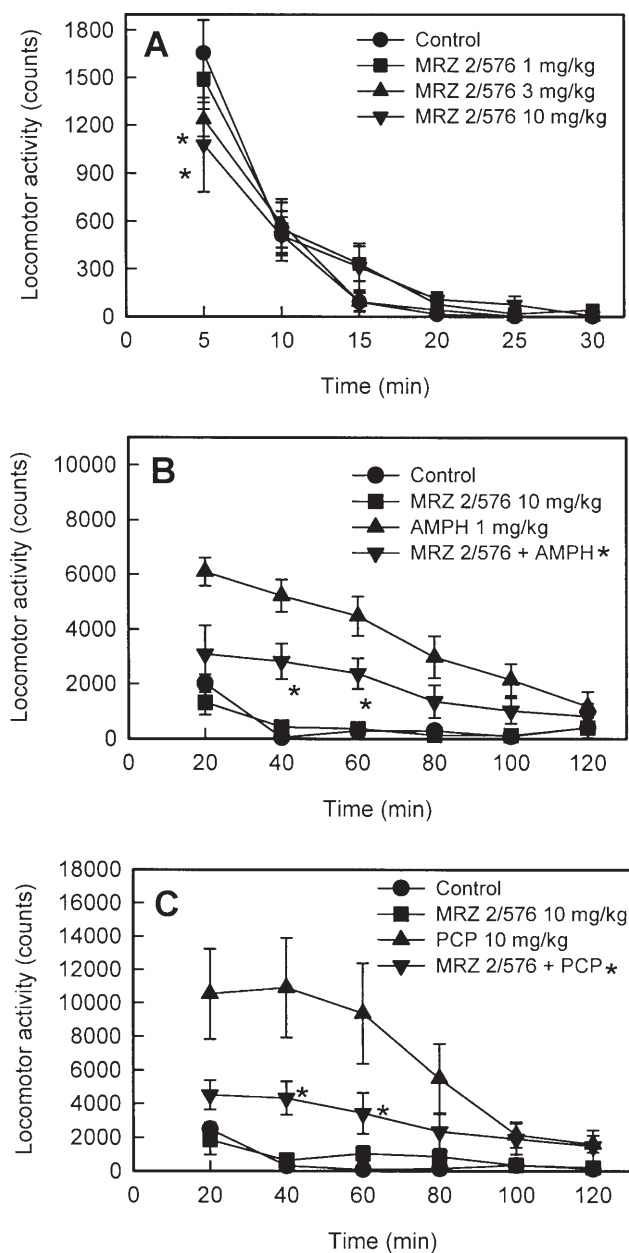 A
Control
MRZ 2/576 1 mg/kg
MRZ 2/576 3 mg/kg
MRZ 2/576 10 mg/kg
Locomotor activity (counts)
1800
1500
1200
900
600
300
0
*
*
0 5 10 15 20 25 30
Time (min)
B
Control
MRZ 2/576 10 mg/kg
AMPH 1 mg/kg
MRZ 2/576 + AMPH *
Locomotor activity (counts)
10000
8000
6000
4000
2000
0
* *
0 20 40 60 80 100 120
Time (min)
C
Control
MRZ 2/576 10 mg/kg
PCP 10 mg/kg
MRZ 2/576 + PCP *
Locomotor activity (counts)
18000
16000
14000
12000
10000
8000
6000
4000
2000
0
* *
0 20 40 60 80 100 120
Time (min)